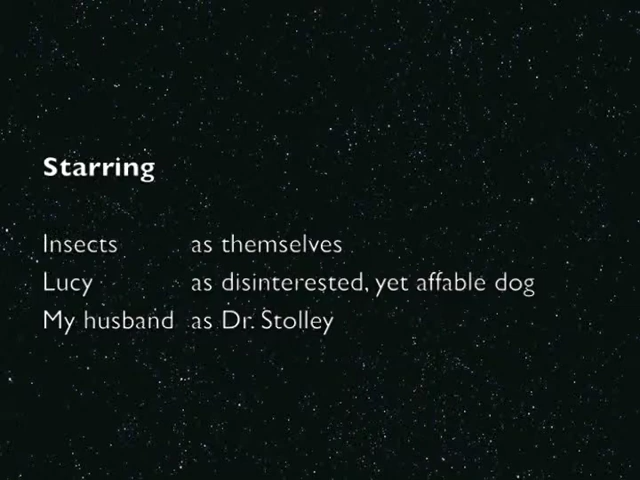 Starring
Insects as themselves
Lucy as disinterested, yet affable dog
My husband as Dr. Stolley